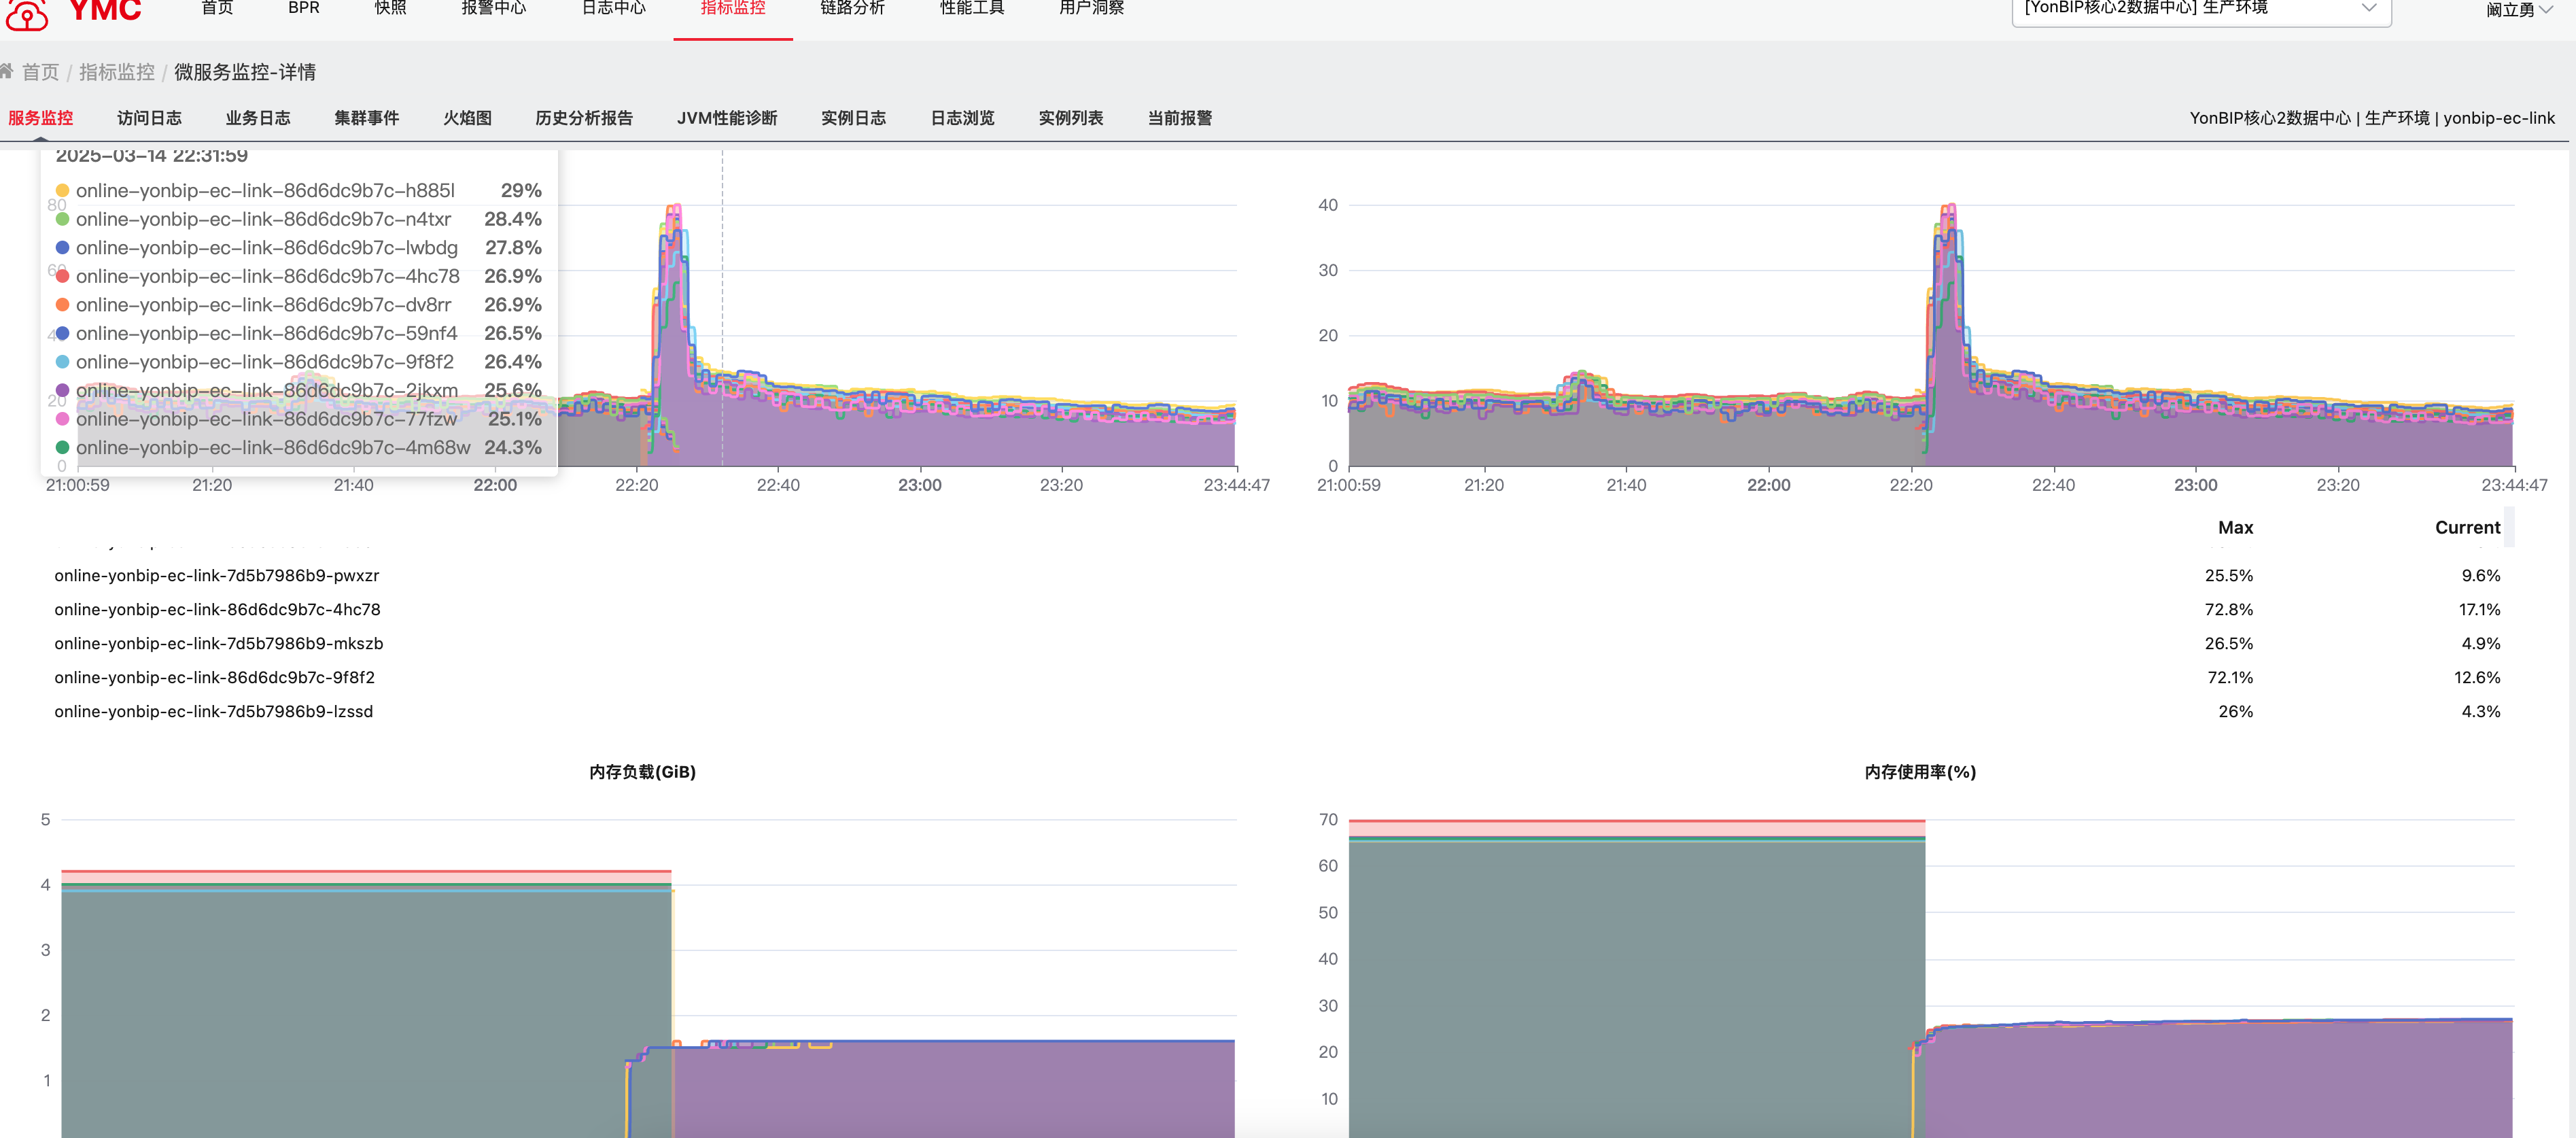 YMC 首页 BPR 快照 报警中心 日志中心 指标监控 链路分析 性能工具 用户洞察 [YonBIP核心2数据中心] 生产环境 阚立勇
首页 / 指标监控 / 微服务监控-详情
服务监控 访问日志 业务日志 集群事件 火焰图 历史分析报告 JVM性能诊断 实例日志 日志浏览 实例列表 当前报警 YonBIP核心2数据中心 | 生产环境 | yonbip-ec-link
2025-03-14 22:31:59
online-yonbip-ec-link-86d6dc9b7c-h885l 29%
online-yonbip-ec-link-86d6dc9b7c-n4txr 28.4%
online-yonbip-ec-link-86d6dc9b7c-lwbdg 27.8%
online-yonbip-ec-link-86d6dc9b7c-4hc78 26.9%
online-yonbip-ec-link-86d6dc9b7c-dv8rr 26.9%
online-yonbip-ec-link-86d6dc9b7c-59nf4 26.5%
online-yonbip-ec-link-86d6dc9b7c-9f8f2 26.4%
online-yonbip-ec-link-86d6dc9b7c-2jkxm 25.6%
online-yonbip-ec-link-86d6dc9b7c-77fzw 25.1%
online-yonbip-ec-link-86d6dc9b7c-4m68w 24.3%
80
60
40
20
0
21:00:59 21:20 21:40 22:00 22:20 22:40 23:00 23:20 23:44:47
40
30
20
10
0
21:00:59 21:20 21:40 22:00 22:20 22:40 23:00 23:20 23:44:47
Max Current
online-yonbip-ec-link-7d5b7986b9-pwxzr 25.5% 9.6%
online-yonbip-ec-link-86d6dc9b7c-4hc78 72.8% 17.1%
online-yonbip-ec-link-7d5b7986b9-mkszb 26.5% 4.9%
online-yonbip-ec-link-86d6dc9b7c-9f8f2 72.1% 12.6%
online-yonbip-ec-link-7d5b7986b9-lzssd 26% 4.3%
内存负载(GiB)
5
4
3
2
1
内存使用率(%)
70
60
50
40
30
20
10